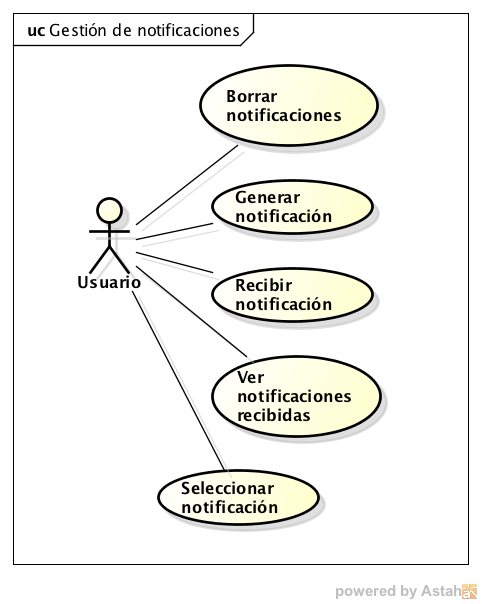 uc Gestión de notificaciones
Borrar
notificaciones
Generar
notificación
Recibir
notificación
Usuario
Ver
notificaciones
recibidas
Seleccionar
notificación
powered by Astah